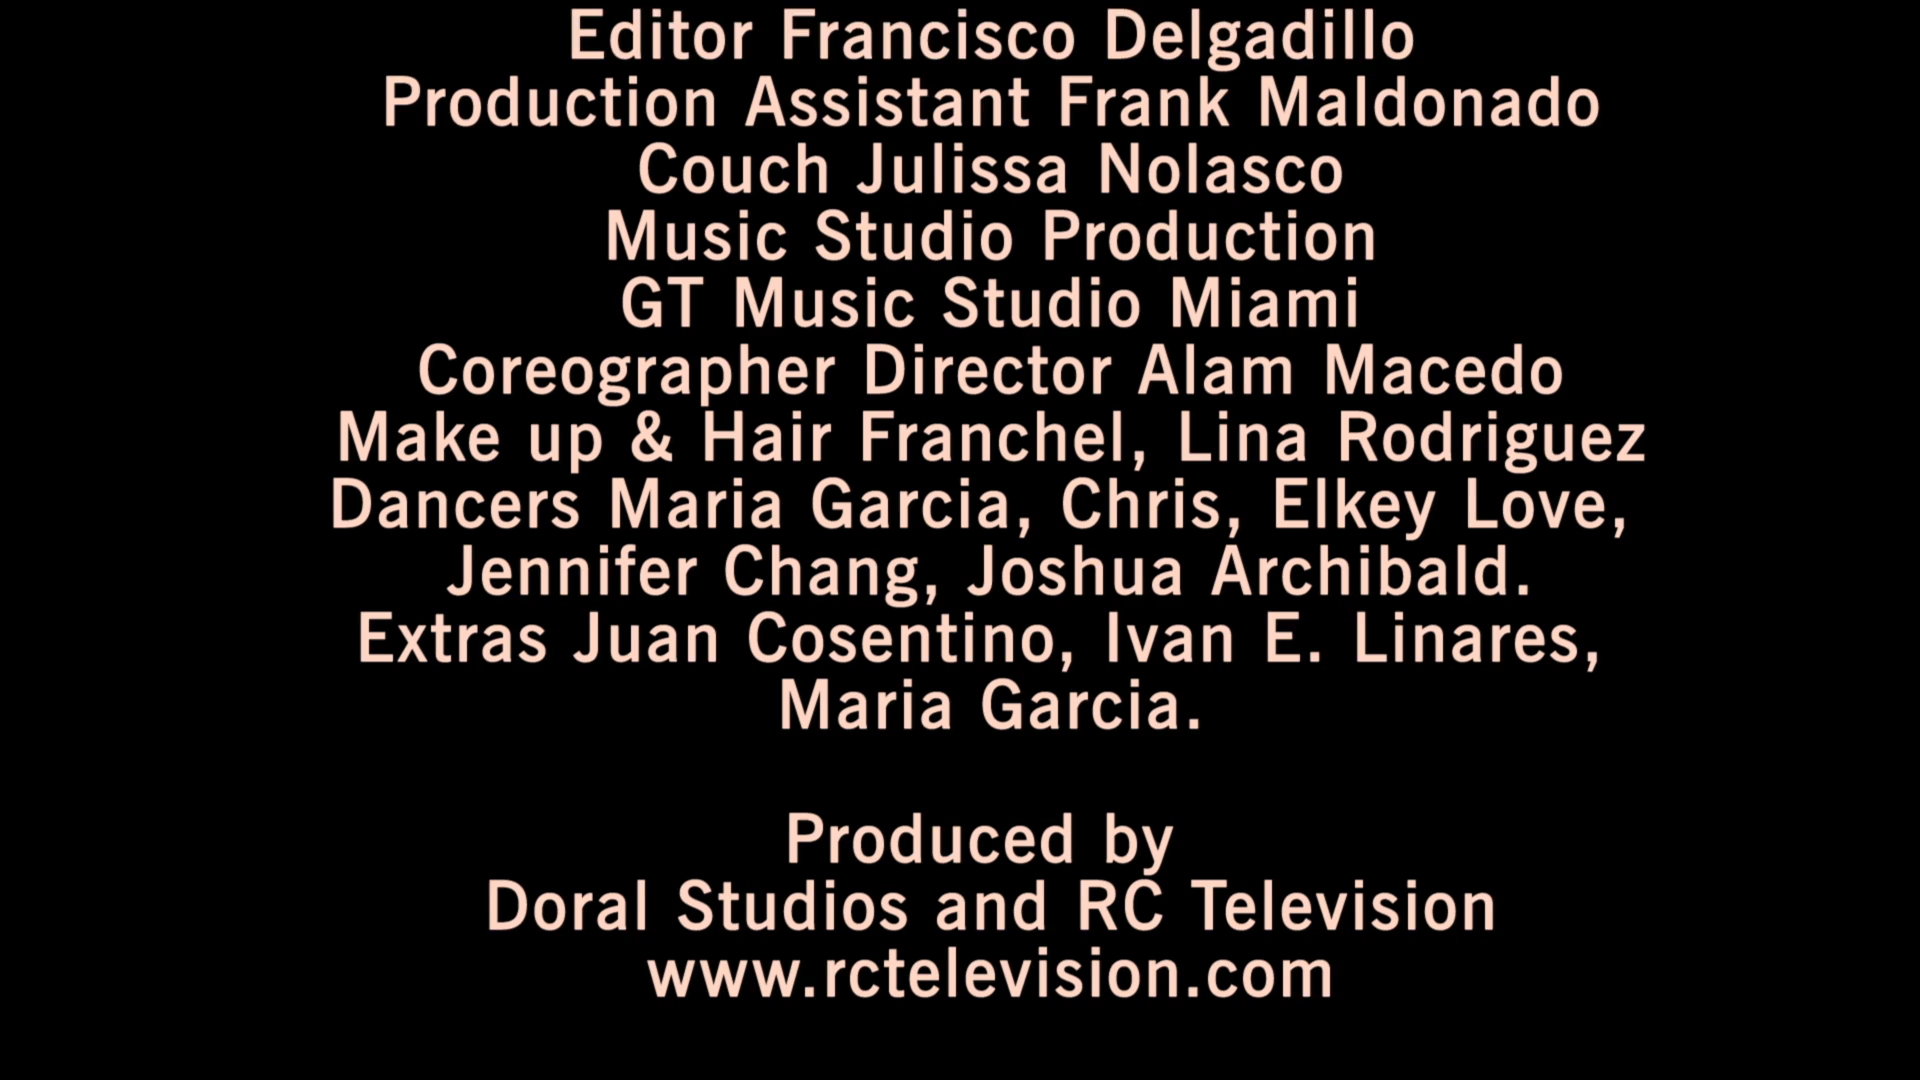 Editor Francisco Delgadillo
Production Assistant Frank Maldonado
Couch Julissa Nolasco
Music Studio Production
GT Music Studio Miami
Coreographer Director Alam Macedo
Make up & Hair Franchel, Lina Rodriguez
Dancers Maria Garcia, Chris, Elkey Love,
Jennifer Chang, Joshua Archibald.
Extras Juan Cosentino, Ivan E. Linares,
Maria Garcia.
Produced by
Doral Studios and RC Television
www.rctelevision.com